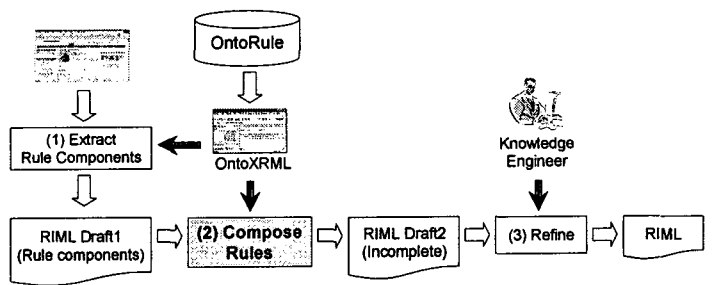 OntoRule
(1) Extract
Rule Components
OntoXRML
Knowledge
Engineer
RIML Draft1
(Rule components)
(2) Compose
Rules
RIML Draft2
(Incomplete)
(3) Refine
RIML